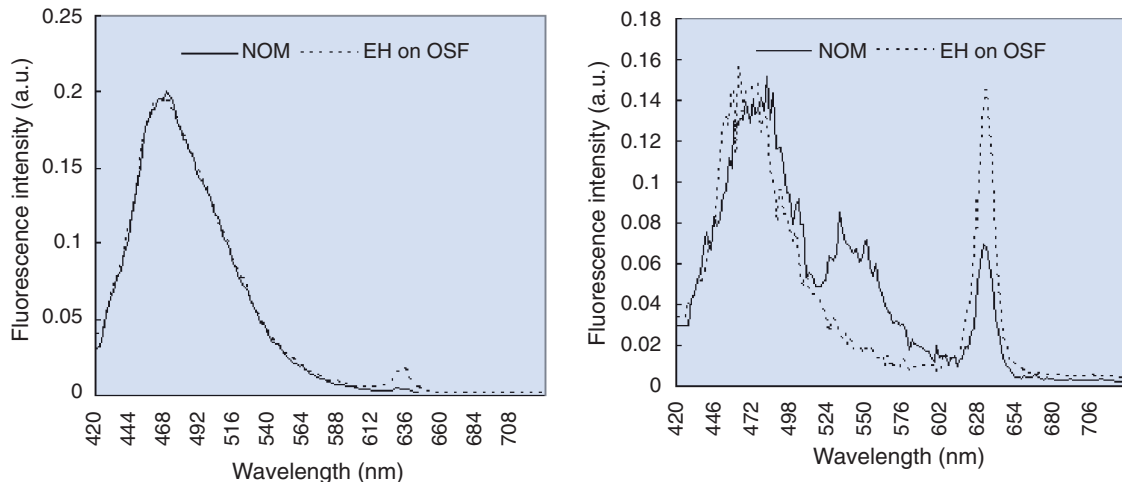 0.25
0.2
0.15
0.1
0.05
0
Fluorescence intensity (a.u.)
NOM
EH on OSF
420 444 468 492 516 540 564 588 612 636 660 684 708
Wavelength (nm)
0.18
0.16
0.14
0.12
0.1
0.08
0.06
0.04
0.02
0
Fluorescence intensity (a.u.)
NOM
EH on OSF
420 446 472 498 524 550 576 602 628 654 680 706
Wavelength (nm)